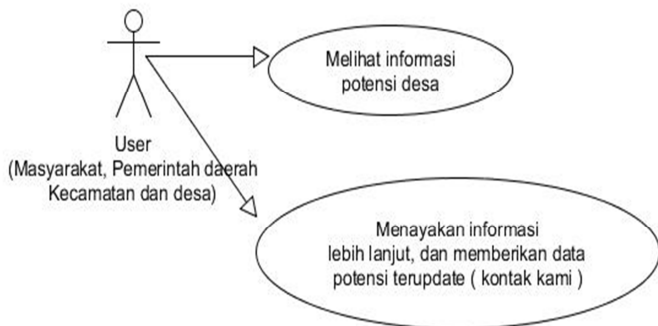 Melihat informasi
potensi desa
User
(Masyarakat, Pemerintah daerah
Kecamatan dan desa)
Menayakan informasi
lebih lanjut, dan memberikan data
potensi terupdate ( kontak kami )